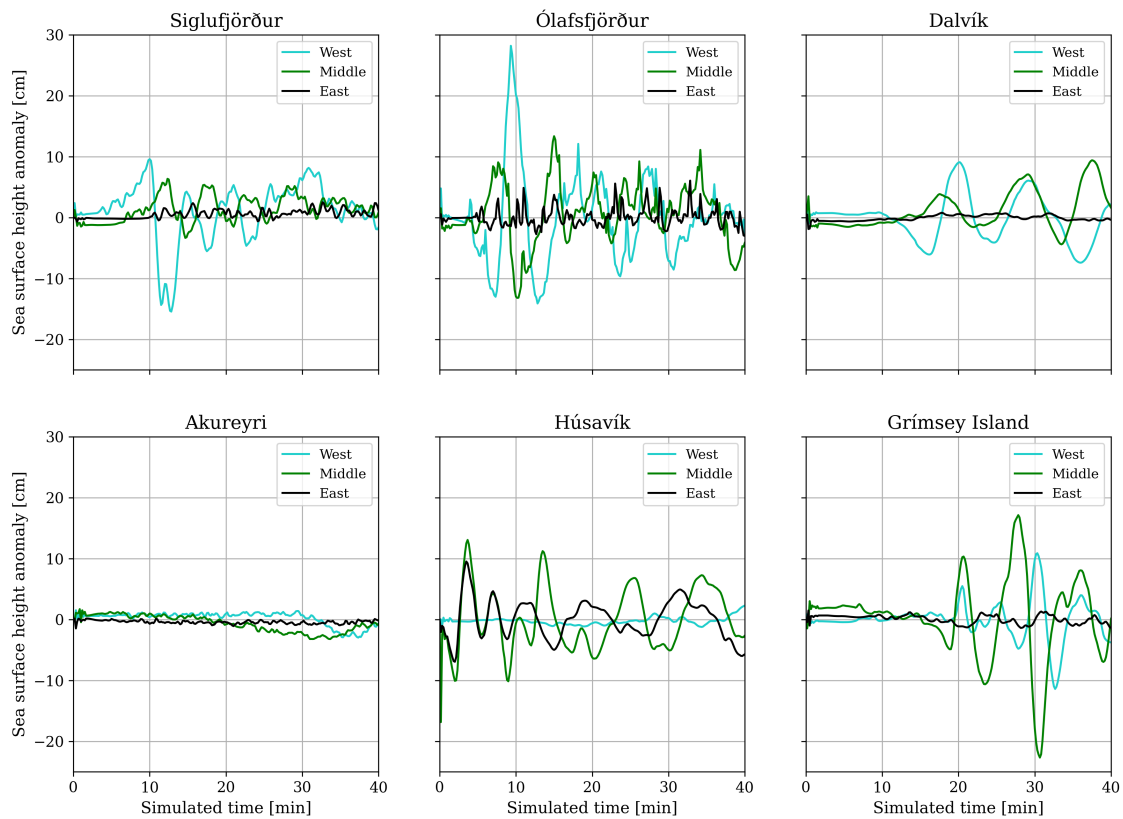 Siglufjörður
Ólafsfjörður
Dalvík
Sea surface height anomaly [cm]
30
20
10
0
−10
−20
West
Middle
East
West
Middle
East
West
Middle
East
Akureyri
Húsavík
Grímsey Island
Sea surface height anomaly [cm]
30
20
10
0
−10
−20
West
Middle
East
West
Middle
East
West
Middle
East
0 10 20 30 40
0 10 20 30 40
0 10 20 30 40
Simulated time [min]
Simulated time [min]
Simulated time [min]